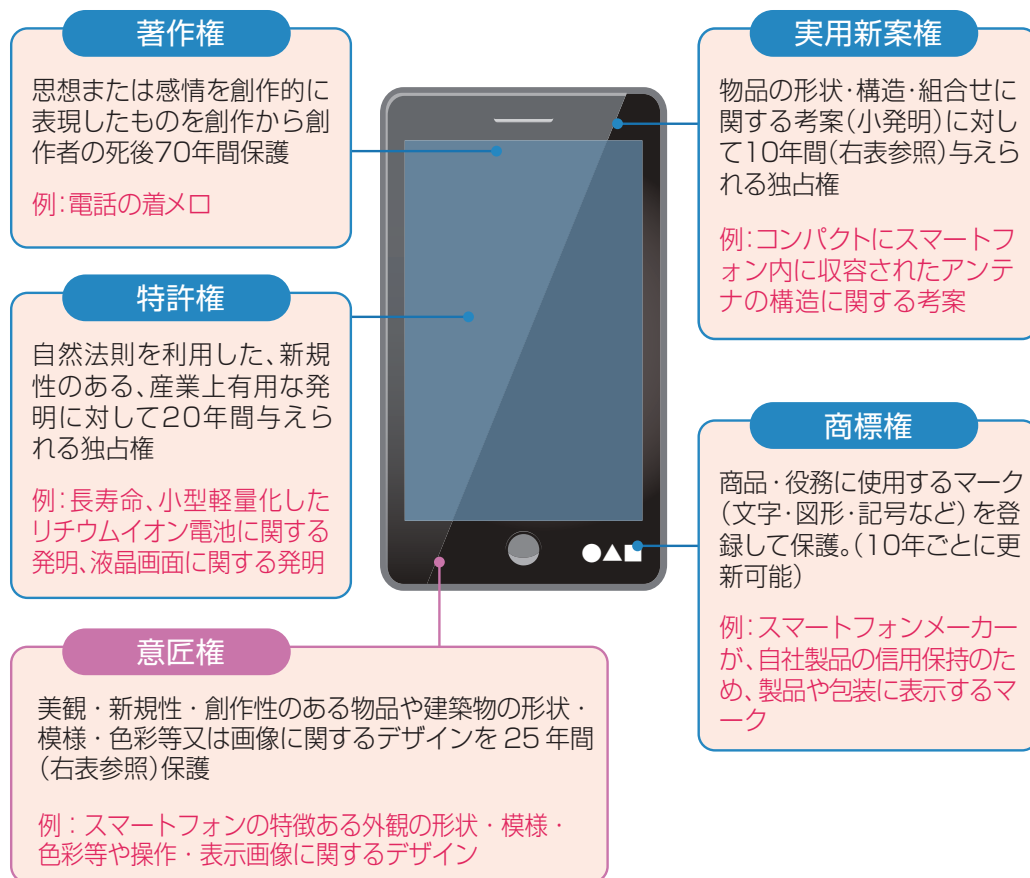 著作権
思想または感情を創作的に
表現したものを創作から創
作者の死後70年間保護
例：電話の着メロ
特許権
自然法則を利用した、新規
性のある、産業上有用な発
明に対して20年間与えら
れる独占権
例：長寿命、小型軽量化した
リチウムイオン電池に関する
発明、液晶画面に関する発明
意匠権
美観・新規性・創作性のある物品や建築物の形状・
模様・色彩等又は画像に関するデザインを 25 年間
（右表参照）保護
例：スマートフォンの特徴ある外観の形状・模様・
色彩等や操作・表示画像に関するデザイン
実用新案権
物品の形状・構造・組合せに
関する考案（小発明）に対し
て10年間（右表参照）与えら
れる独占権
例：コンパクトにスマートフ
ォン内に収容されたアンテ
ナの構造に関する考案
商標権
商品・役務に使用するマーク
（文字・図形・記号など）を登
録して保護。（10年ごとに更
新可能）
例：スマートフォンメーカー
が、自社製品の信用保持のた
め、製品や包装に表示するマ
ーク
●▲■